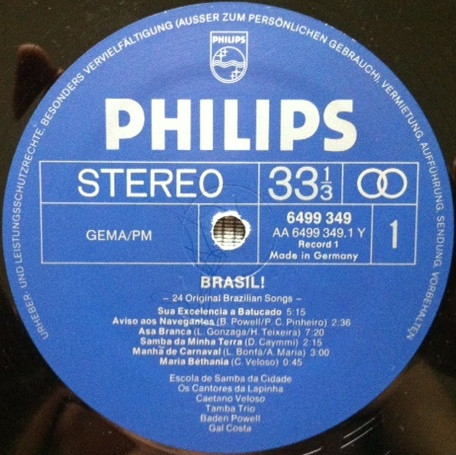 URHEBER- UND LEISTUNGSSCHUTZRECHTE, BESONDERS VERVIELFÄLTIGUNG (AUSSER ZUM PERSÖNLICHEN GEBRAUCH), VERMIETUNG, AUFFÜHRUNG, SENDUNG, VORBEHALTEN
PHILIPS
PHILIPS
STEREO
33 1/3
GEMA/PM
6499 349
AA 6499 349.1 Y
Record 1
Made in Germany
1
BRASIL!
– 24 Original Brazilian Songs –
Sua Excelencia a Batucado 5:15
Aviso aos Navegantes (B. Powell/P. C. Pinheiro) 2:36
Asa Branca (L. Gonzaga/H. Teixeira) 7:20
Samba da Minha Terra (D. Caymmi) 2:15
Manhã de Carnaval (L. Bonfá/A. Maria) 3:00
Maria Bethânia (C. Veloso) 0:45
Escola de Samba da Cidade
Os Cantores da Lapinha
Caetano Veloso
Tamba Trio
Baden Powell
Gal Costa